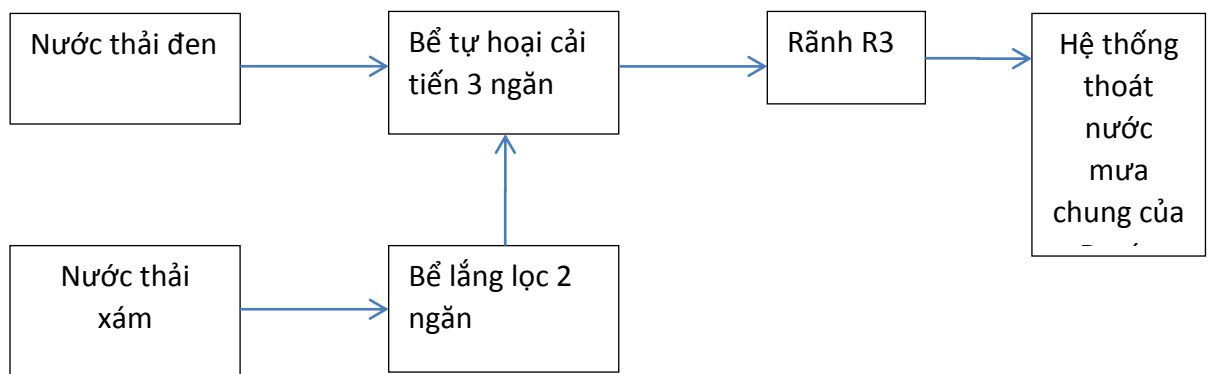 Nước thải đen
Bể tự hoại cải
tiến 3 ngăn
Rãnh R3
Hệ thống
thoát
nước
mưa
chung của
Nước thải
xám
Bể lắng lọc 2
ngăn